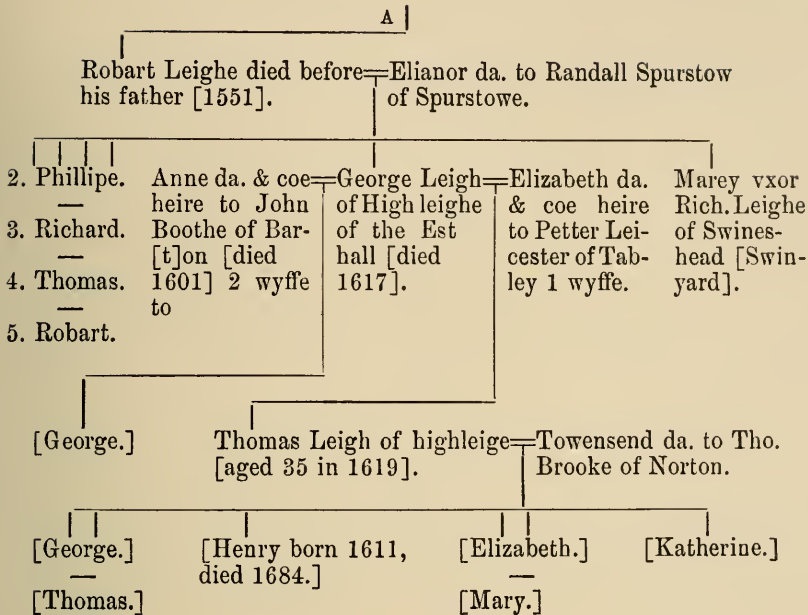 A
Robart Leighe died before
his father [1551].
Elianor da. to Randall Spurstow
of Spurstowe.
2. Phillipe.
—
3. Richard.
—
4. Thomas.
—
5. Robart.
Anne da. & coe
heire to John
Boothe of Bar-
[t]on [died
1601] 2 wyffe
to
George Leigh
of High leighe
of the Est
hall [died
1617].
Elizabeth da.
& coe heire
to Petter Lei-
cester of Tab-
ley 1 wyffe.
Marey vxor
Rich. Leighe
of Swines-
head [Swin-
yard].
[George.]
Thomas Leigh of highleige
[aged 35 in 1619].
Towensend da. to Tho.
Brooke of Norton.
[George.]
—
[Thomas.]
[Henry born 1611,
died 1684.]
[Elizabeth.]
—
[Mary.]
[Katherine.]